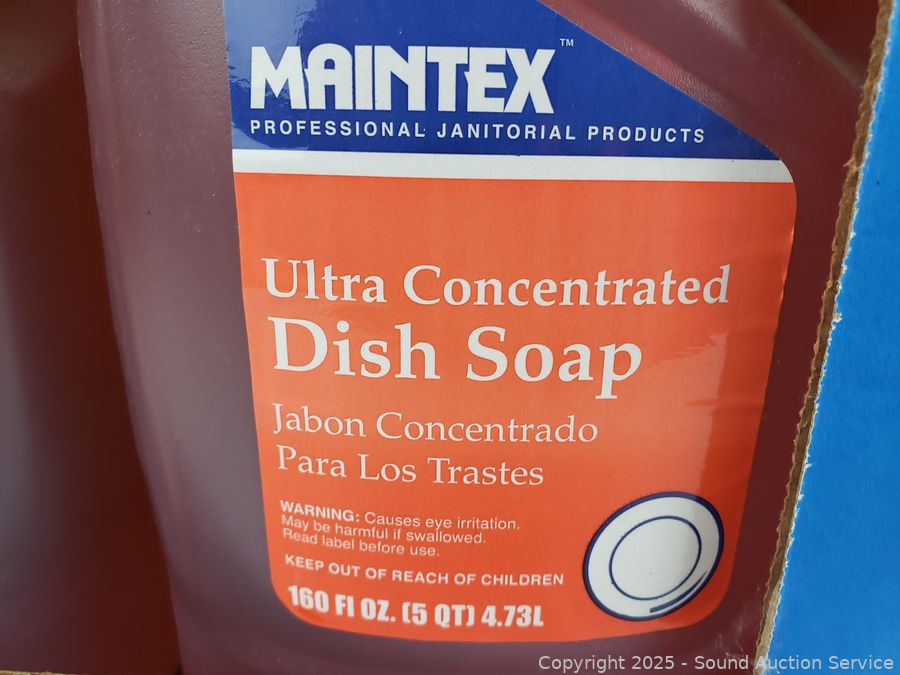 MAINTEX™
PROFESSIONAL JANITORIAL PRODUCTS
Ultra Concentrated
Dish Soap
Jabon Concentrado
Para Los Trastes
WARNING: Causes eye irritation.
May be harmful if swallowed.
Read label before use.
KEEP OUT OF REACH OF CHILDREN
160 Fl OZ. (5 QT) 4.73L
Copyright 2025 - Sound Auction Service